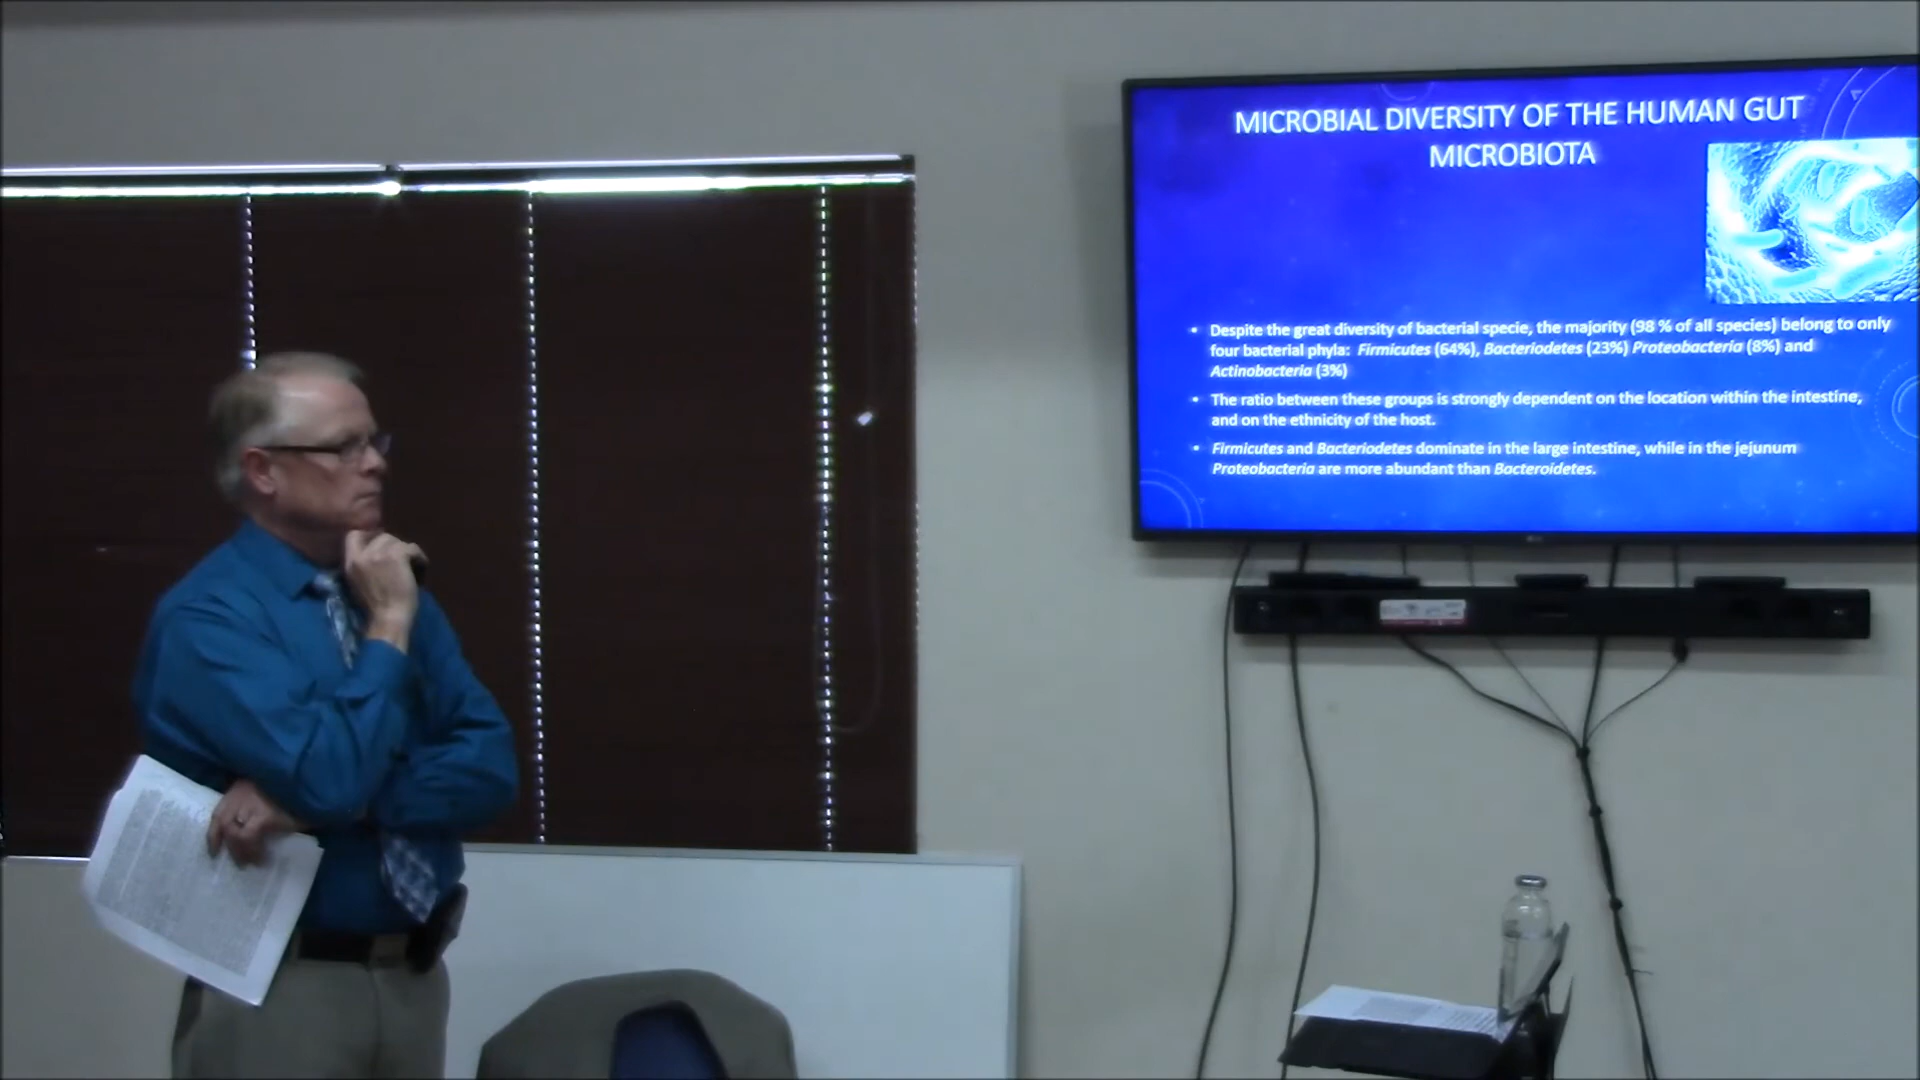 MICROBIAL DIVERSITY OF THE HUMAN GUT
MICROBIOTA
• Despite the great diversity of bacterial specie, the majority (98 % of all species) belong to only
four bacterial phyla: Firmicutes (64%), Bacteriodetes (23%) Proteobacteria (8%) and
Actinobacteria (3%)
• The ratio between these groups is strongly dependent on the location within the intestine,
and on the ethnicity of the host.
• Firmicutes and Bacteriodetes dominate in the large intestine, while in the jejunum
Proteobacteria are more abundant than Bacteroidetes.